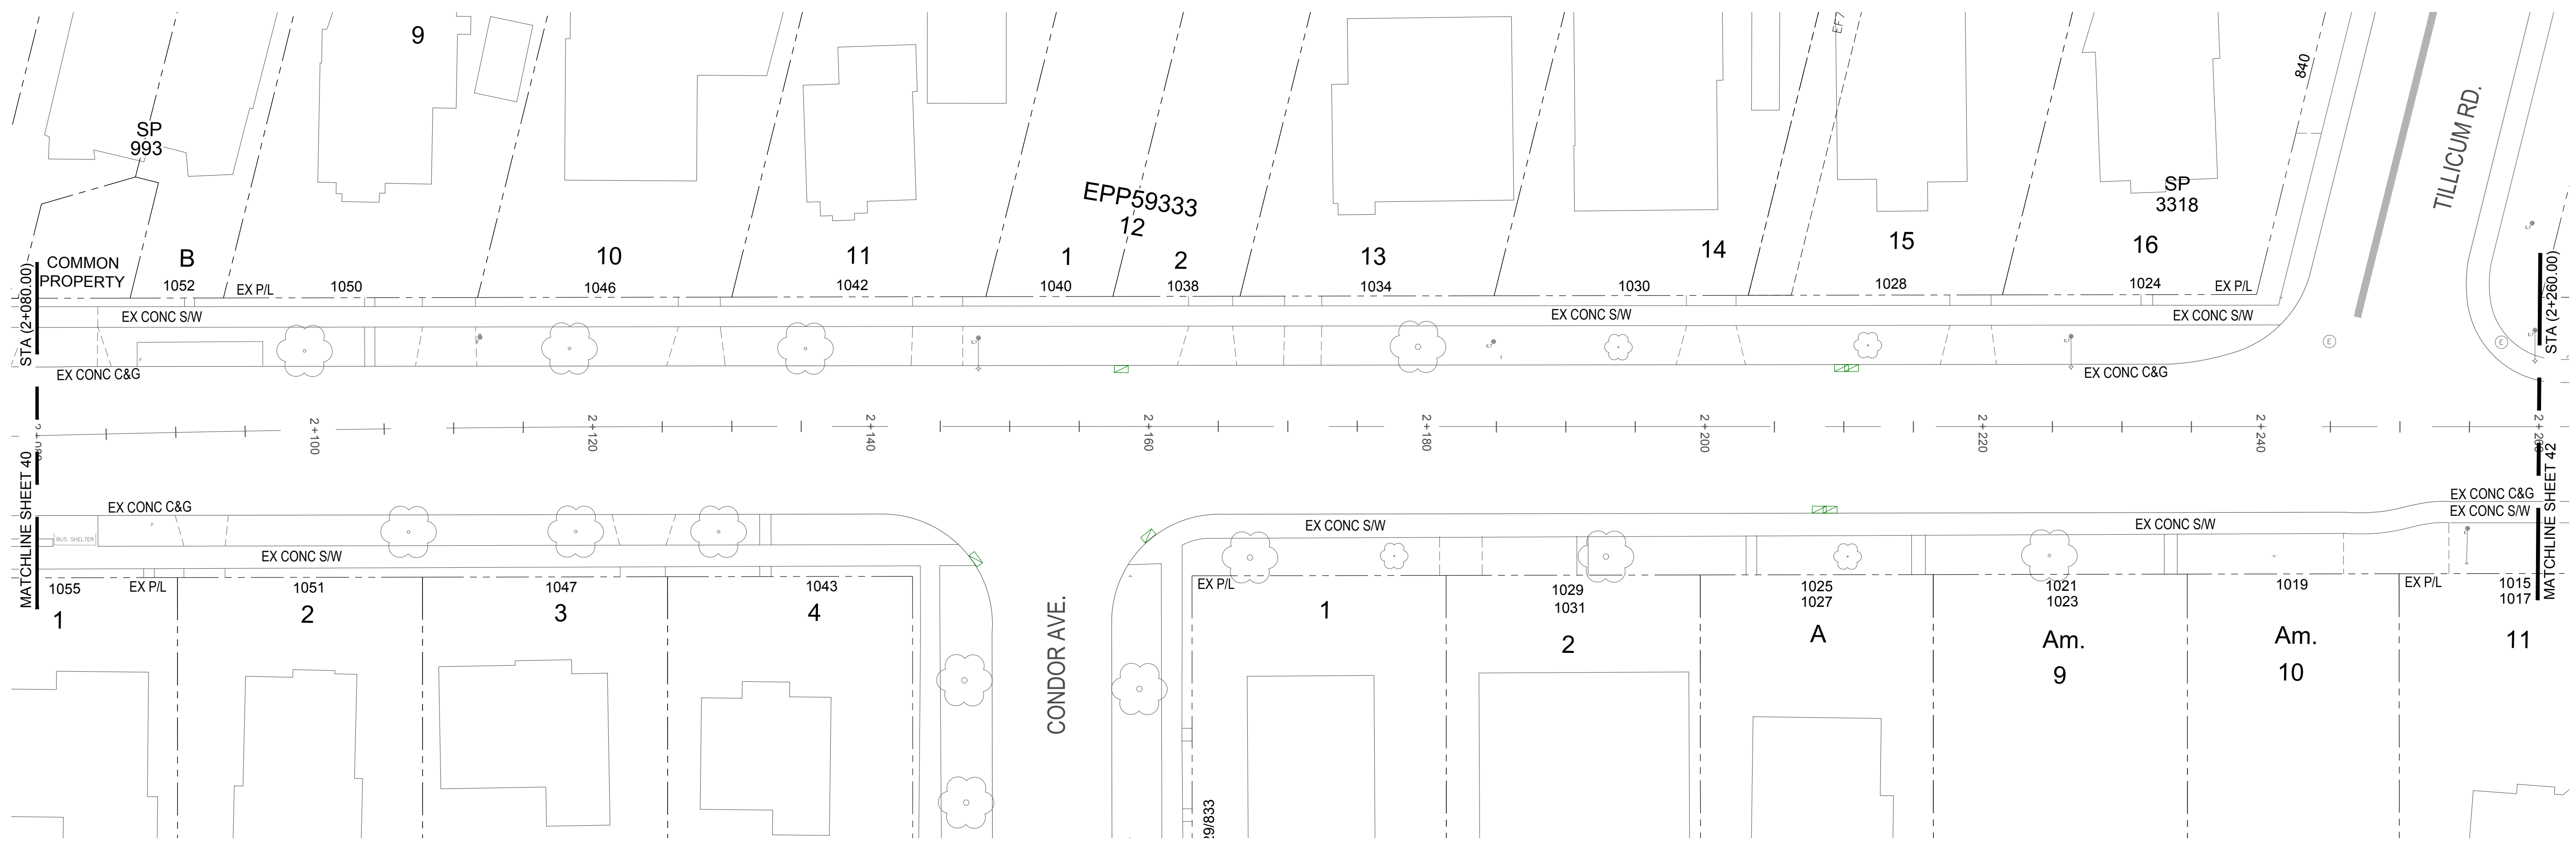 9
EF7
840
TILLICUM RD.
SP
993
EPP59333
12
SP
3318
COMMON
PROPERTY
B
10
11
1
2
13
14
15
16
1052
EX P/L
1050
1046
1042
1040
1038
1034
1030
1028
1024
EX P/L
STA (2+080.00)
STA (2+260.00)
EX CONC S/W
EX CONC S/W
EX CONC S/W
E
E
EX CONC C&G
EX CONC C&G
2+100
2+120
2+140
2+160
2+180
2+200
2+220
2+240
MATCHLINE SHEET 40
MATCHLINE SHEET 42
EX CONC C&G
EX CONC C&G
EX CONC S/W
EX CONC S/W
EX CONC S/W
BUS SHELTER
EX CONC S/W
1055
EX P/L
1051
1047
1043
EX P/L
1029
1031
1025
1027
1021
1023
1019
EX P/L
1015
1017
1
2
3
4
CONDOR AVE.
1
2
A
Am.
9
Am.
10
11
29/833